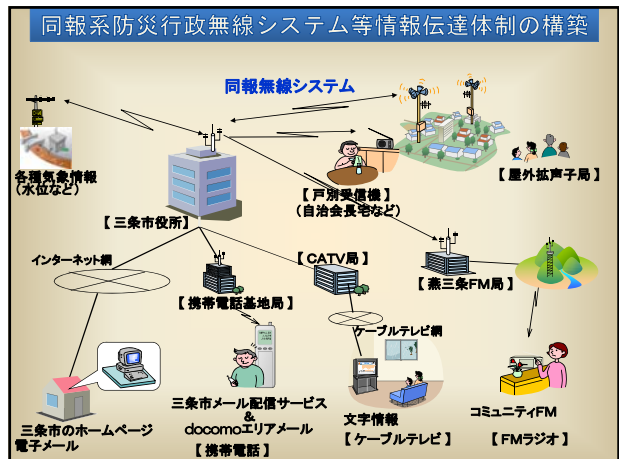 同報系防災行政無線システム等情報伝達体制の構築
同報無線システム
各種気象情報
（水位など）
【 三条市役所 】
【 戸別受信機 】
（自治会長宅など）
【 屋外拡声子局 】
インターネット網
【 携帯電話基地局 】
【 CATV局 】
【 燕三条FM局 】
ケーブルテレビ網
三条市のホームページ
電子メール
三条市メール配信サービス
＆
docomoエリアメール
【 携帯電話 】
文字情報
【 ケーブルテレビ 】
コミュニティFM
【 FMラジオ 】